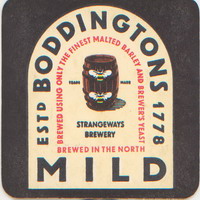 ESTD BODDINGTONS 1778
BREWED USING ONLY THE FINEST MALTED BARLEY AND BREWER'S YEAST
TRADE MARK
STRANGEWAYS
BREWERY
BREWED IN THE NORTH
MILD